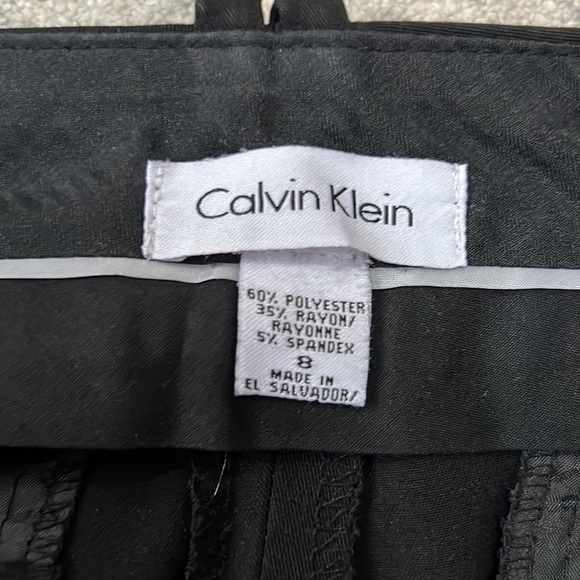 Calvin Klein
60% POLYESTER
35% RAYON/
RAYONNE
5% SPANDEX
8
MADE IN
EL SALVADOR/